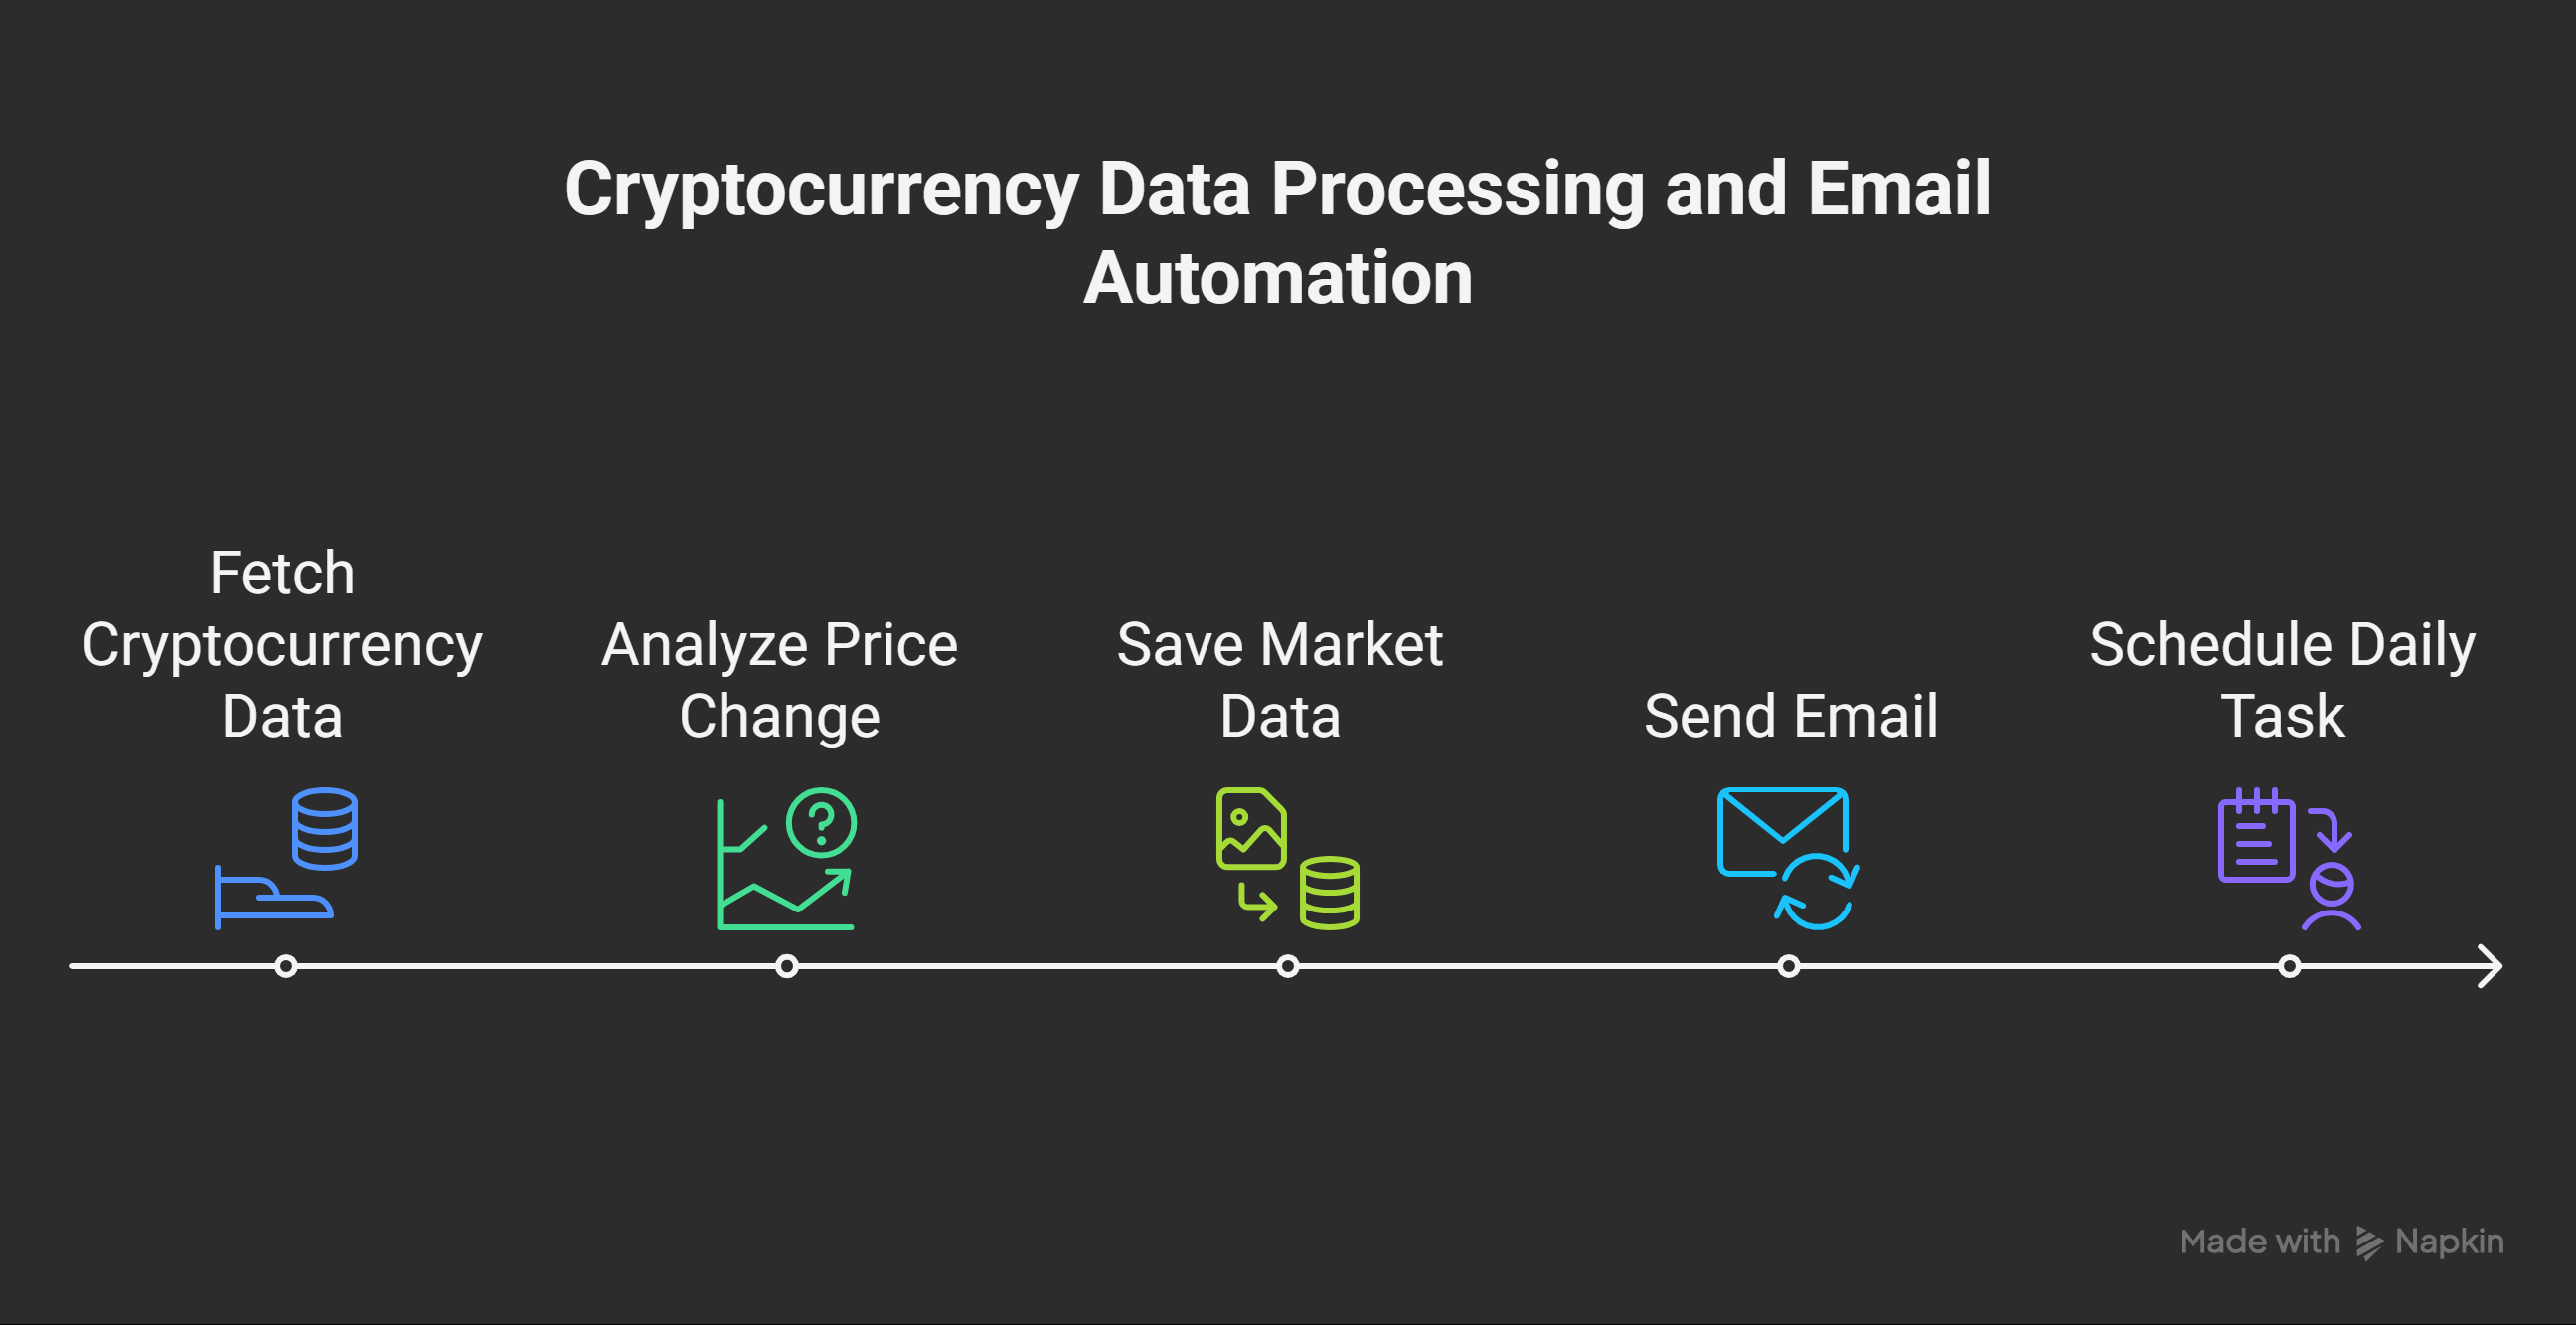 Cryptocurrency Data Processing and Email
Automation
Fetch
Cryptocurrency
Data
Analyze Price
Change
Save Market
Data
Send Email
Schedule Daily
Task
?
Made with Napkin